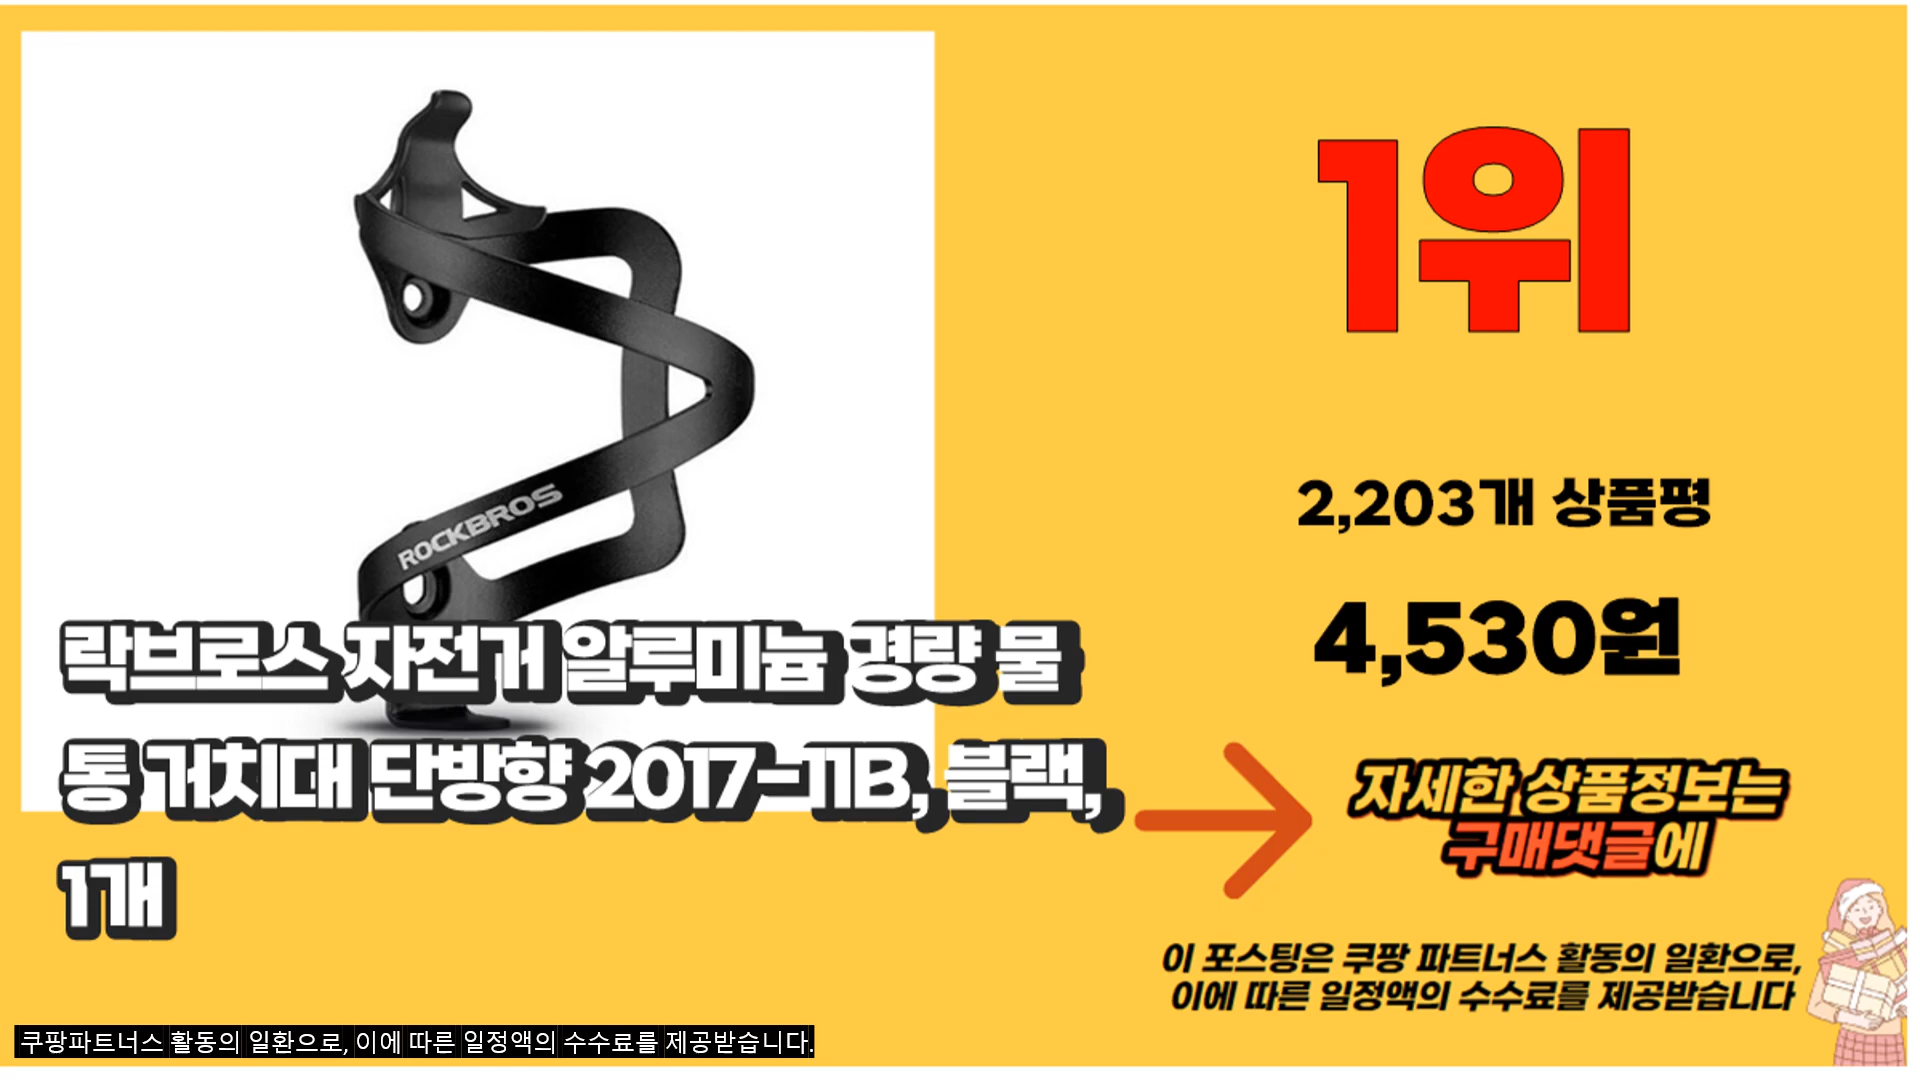 1위
2,203개 상품평
4,530원
ROCKBROS
락브로스 자전거 알루미늄 경량 물
통 거치대 단방향 2017-11B, 블랙,
1개
자세한 상품정보는
구매댓글에
이 포스팅은 쿠팡 파트너스 활동의 일환으로,
이에 따른 일정액의 수수료를 제공받습니다
쿠팡파트너스 활동의 일환으로, 이에 따른 일정액의 수수료를 제공받습니다.